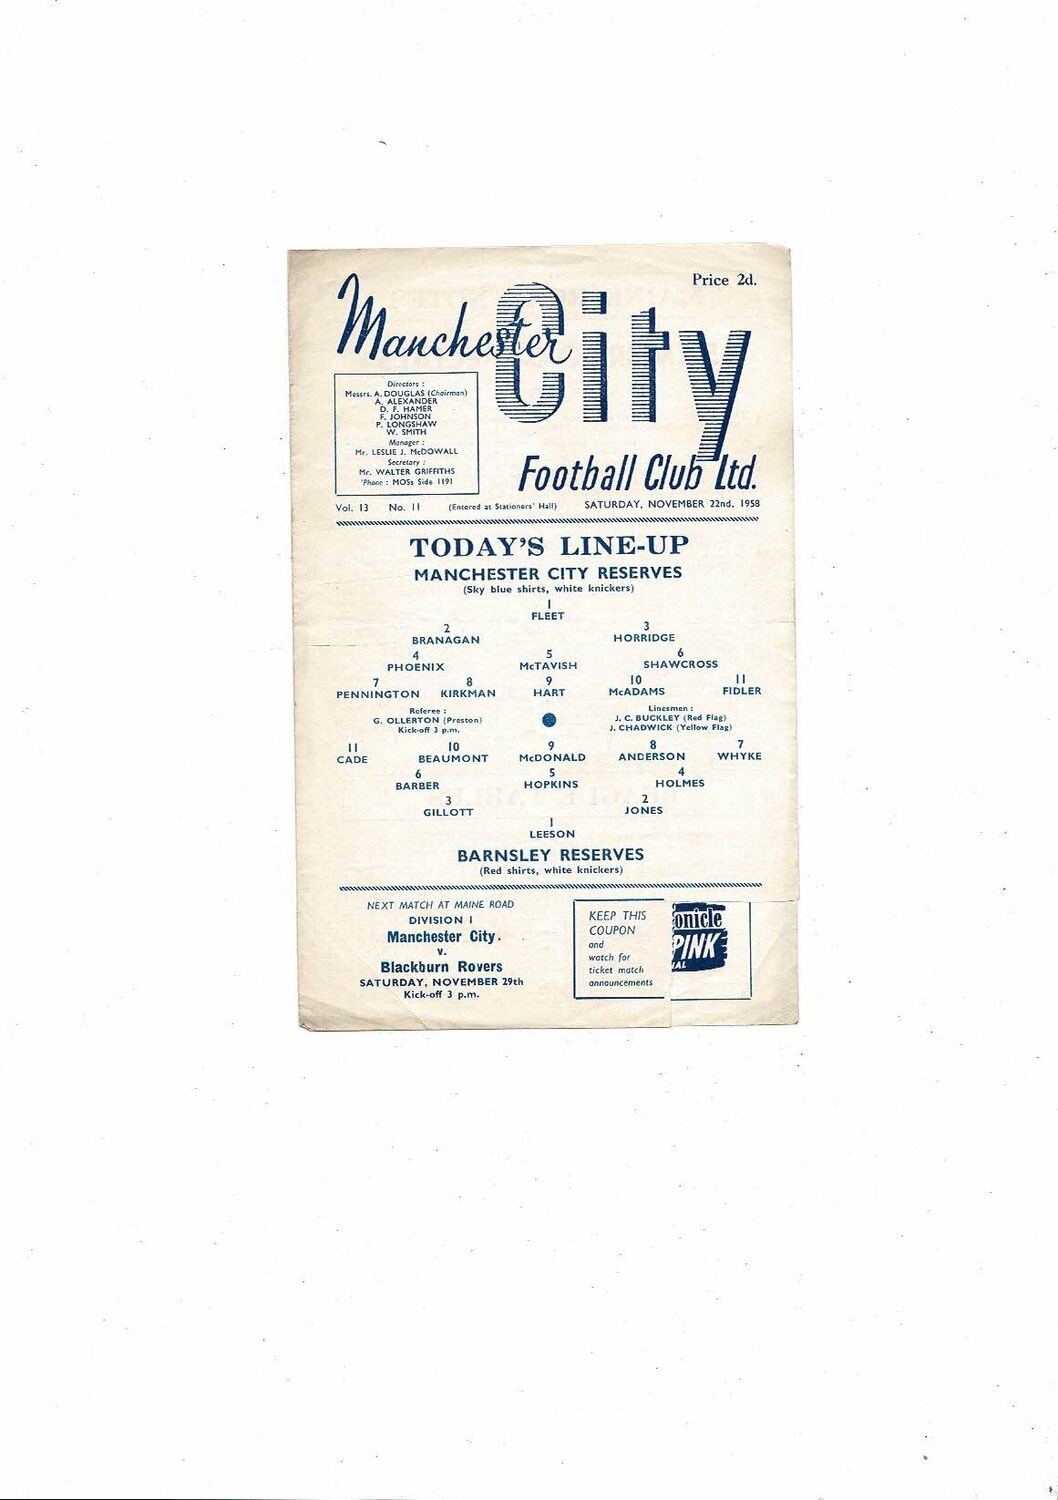 Price 2d.
Manchester City
Football Club Ltd.
Directors :
Messrs. A. DOUGLAS (Chairman)
A. ALEXANDER
D. F. HAMER
F. JOHNSON
P. LONGSHAW
W. SMITH
Manager :
Mr. LESLIE J. McDOWALL
Secretary :
Mr. WALTER GRIFFITHS
'Phone : MOSs Side 1191
Vol. 13 No. 11 (Entered at Stationers' Hall) SATURDAY, NOVEMBER 22nd, 1958
TODAY'S LINE-UP
MANCHESTER CITY RESERVES
(Sky blue shirts, white knickers)
1
FLEET
2 3
BRANAGAN HORRIDGE
4 5 6
PHOENIX McTAVISH SHAWCROSS
7 8 9 10 11
PENNINGTON KIRKMAN HART McADAMS FIDLER
Referee :
G. OLLERTON (Preston)
Kick-off 3 p.m.
Linesmen :
J. C. BUCKLEY (Red Flag)
J. CHADWICK (Yellow Flag)
11 10 9 8 7
CADE BEAUMONT McDONALD ANDERSON WHYKE
6 5 4
BARBER HOPKINS HOLMES
3 2
GILLOTT JONES
1
LEESON
BARNSLEY RESERVES
(Red shirts, white knickers)
NEXT MATCH AT MAINE ROAD
DIVISION 1
Manchester City.
v.
Blackburn Rovers
SATURDAY, NOVEMBER 29th
Kick-off 3 p.m.
KEEP THIS
COUPON
and
watch for
ticket match
announcements
onicle
PINK